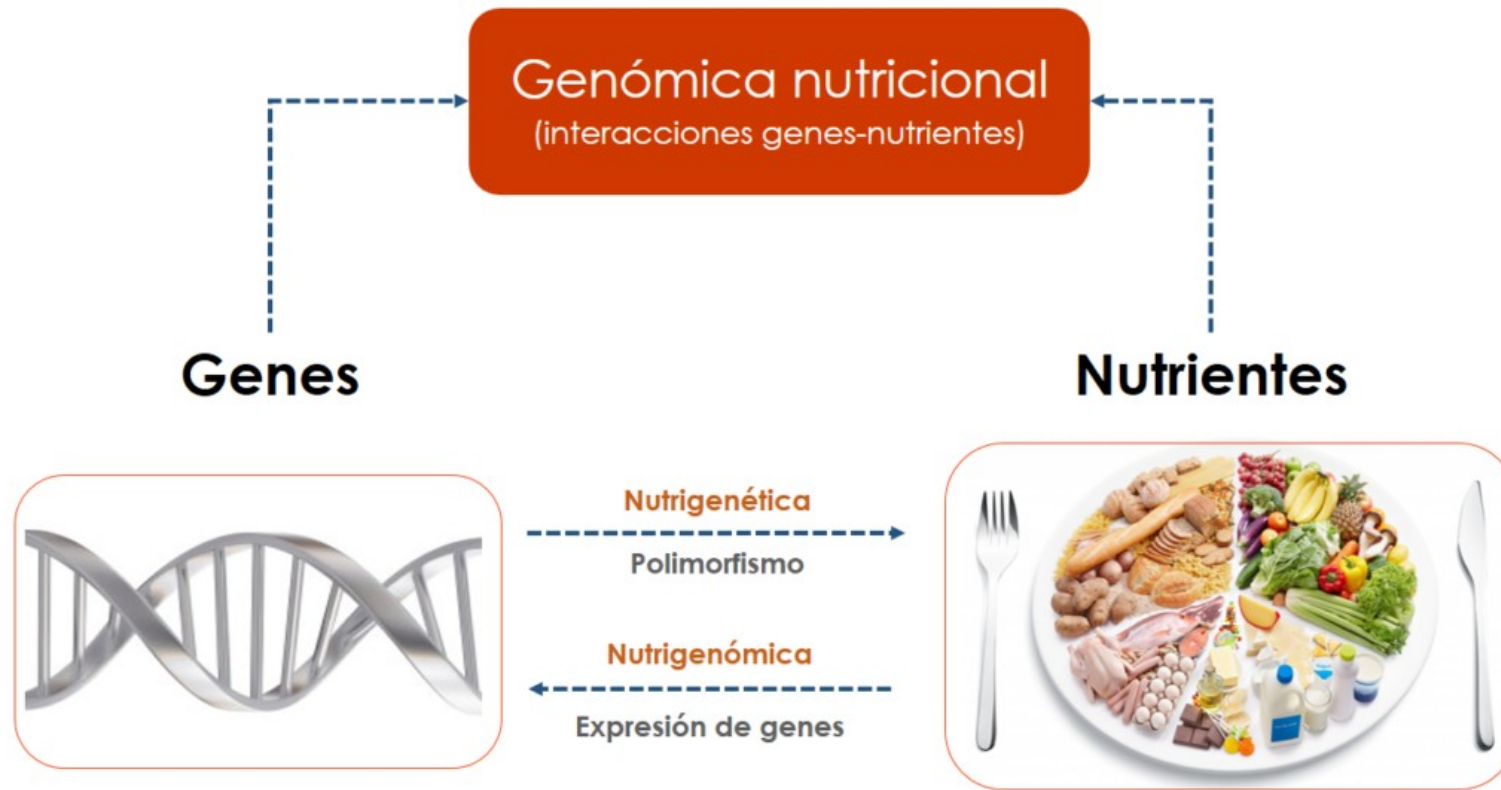 Genómica nutricional
(interacciones genes-nutrientes)
Genes
Nutrientes
Nutrigenética
Polimorfismo
Nutrigenómica
Expresión de genes